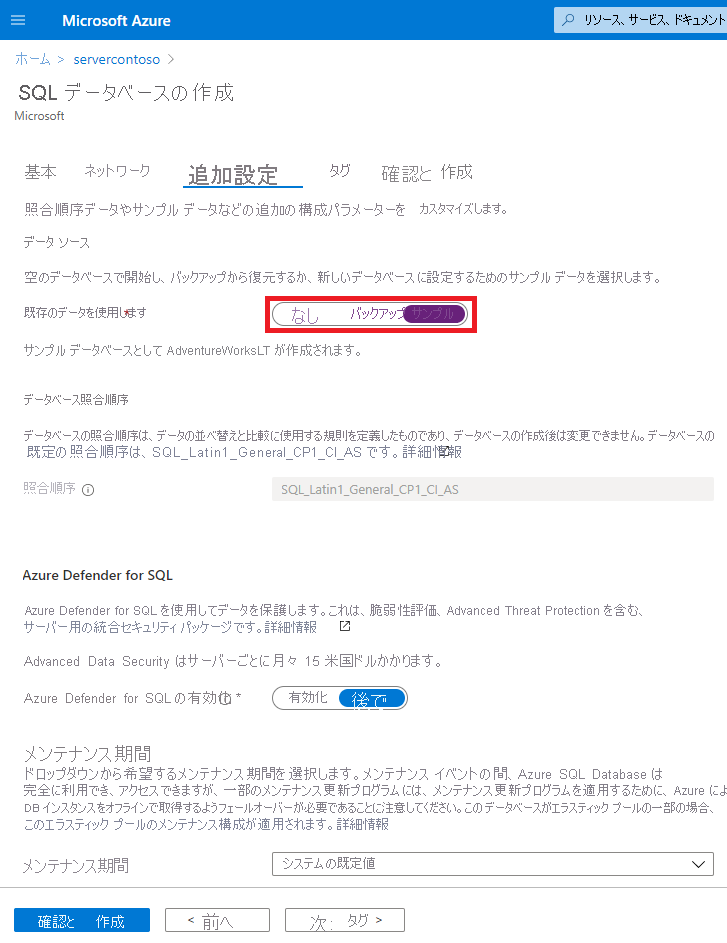 Microsoft Azure
リソース、サービス、ドキュメント
ホーム > servercontoso >
SQL データベースの作成
Microsoft
基本 ネットワーク 追加設定 タグ 確認と 作成
照合順序データやサンプル データなどの追加の構成パラメーターを カスタマイズします。
データ ソース
空のデータベースで開始し、バックアップから復元するか、新しいデータベースに設定するためのサンプル データを選択します。
既存のデータを使用します *
なし バックアップ サンプル
サンプル データベースとして AdventureWorksLT が作成されます。
データベース照合順序
データベースの照合順序は、データの並べ替えと比較に使用する規則を定義したものであり、データベースの作成後は変更できません。データベースの
既定の照合順序は、SQL_Latin1_General_CP1_CI_AS です。詳細情報
照合順序
SQL_Latin1_General_CP1_CI_AS
Azure Defender for SQL
Azure Defender for SQL を使用してデータを保護します。これは、脆弱性評価、Advanced Threat Protection を含む、
サーバー用の統合セキュリティ パッケージです。詳細情報
Advanced Data Security はサーバーごとに月々 15 米国ドルかかります。
Azure Defender for SQL の有効化 *
有効化 後で
メンテナンス期間
ドロップダウンから希望するメンテナンス期間を選択します。メンテナンス イベントの間、Azure SQL Database は
完全に利用でき、アクセスできますが、一部のメンテナンス更新プログラムには、メンテナンス更新プログラムを適用するために、Azure によ
DB インスタンスをオフラインで取得するようフェールオーバーが必要であることに注意してください。このデータベースがエラスティック プールの一部の場合、
このエラスティック プールのメンテナンス構成が適用されます。詳細情報
メンテナンス期間
システムの既定値
確認と 作成
< 前へ
次: タグ >